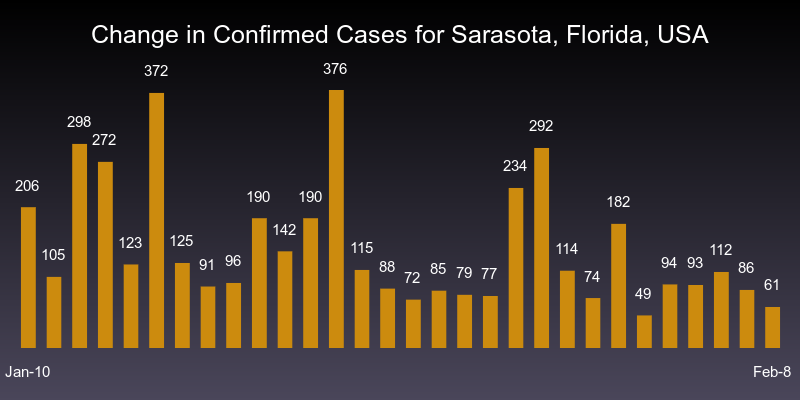 Change in Confirmed Cases for Sarasota, Florida, USA
206 105 298 272 123 372 125 91 96 190 142 190 376 115 88 72 85 79 77 234 292 114 74 182 49 94 93 112 86 61
Jan-10 Feb-8